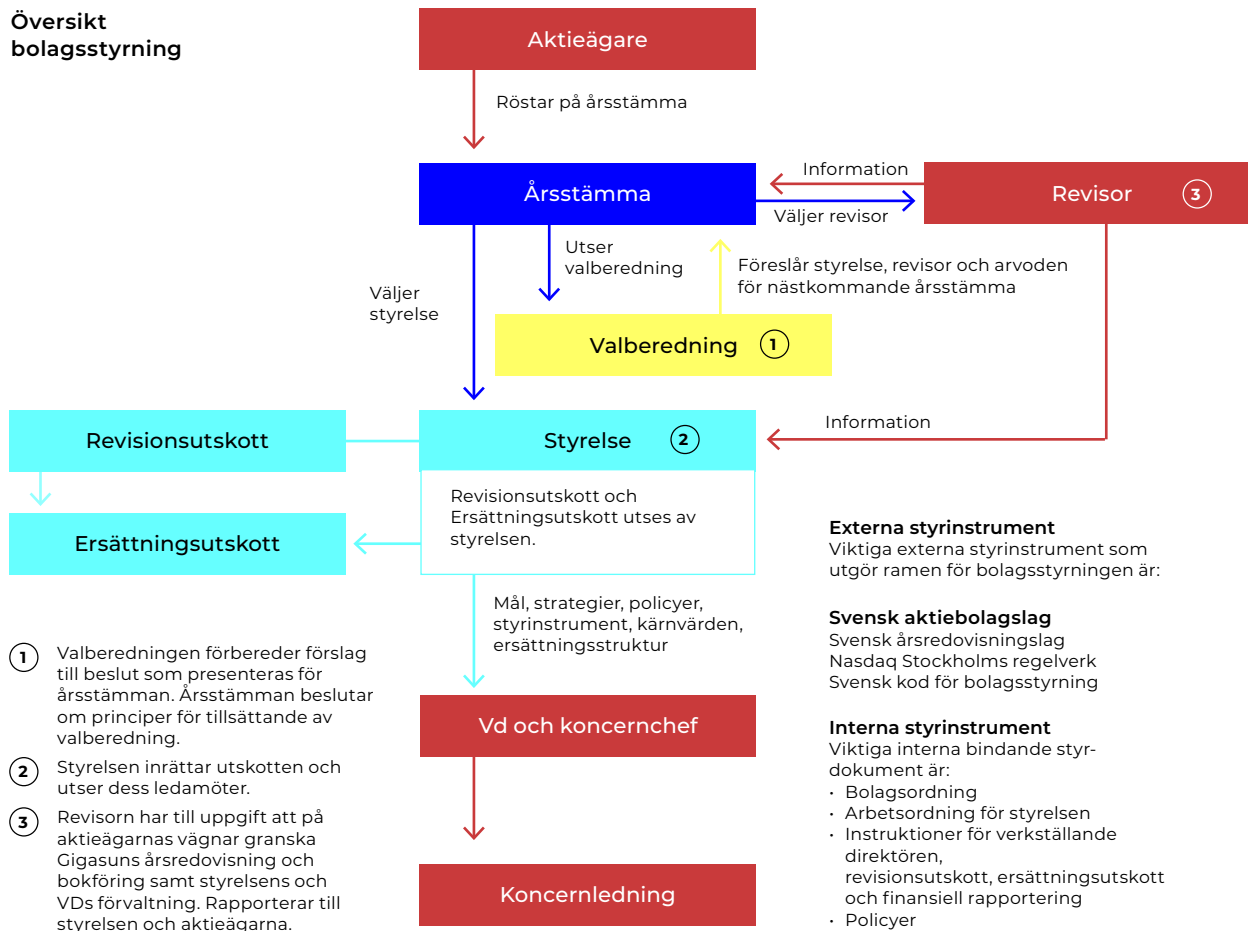 Översikt
bolagsstyrning
Aktieägare
Röstar på årsstämma
Årsstämma
Information
Väljer revisor
Revisor 3
Utser
valberedning
Föreslår styrelse, revisor och arvoden
för nästkommande årsstämma
Väljer
styrelse
Valberedning 1
Revisionsutskott
Styrelse 2
Information
Revisionsutskott och
Ersättningsutskott utses av
styrelsen.
Ersättningsutskott
Mål, strategier, policyer,
styrinstrument, kärnvärden,
ersättningsstruktur
Vd och koncernchef
Koncernledning
1 Valberedningen förbereder förslag
till beslut som presenteras för
årsstämman. Årsstämman beslutar
om principer för tillsättande av
valberedning.
2 Styrelsen inrättar utskotten och
utser dess ledamöter.
3 Revisorn har till uppgift att på
aktieägarnas vägnar granska
Gigasuns årsredovisning och
bokföring samt styrelsens och
VDs förvaltning. Rapporterar till
styrelsen och aktieägarna.
Externa styrinstrument
Viktiga externa styrinstrument som
utgör ramen för bolagsstyrningen är:
Svensk aktiebolagslag
Svensk årsredovisningslag
Nasdaq Stockholms regelverk
Svensk kod för bolagsstyrning
Interna styrinstrument
Viktiga interna bindande styr-
dokument är:
• Bolagsordning
• Arbetsordning för styrelsen
• Instruktioner för verkställande
direktören,
revisionsutskott, ersättningsutskott
och finansiell rapportering
• Policyer